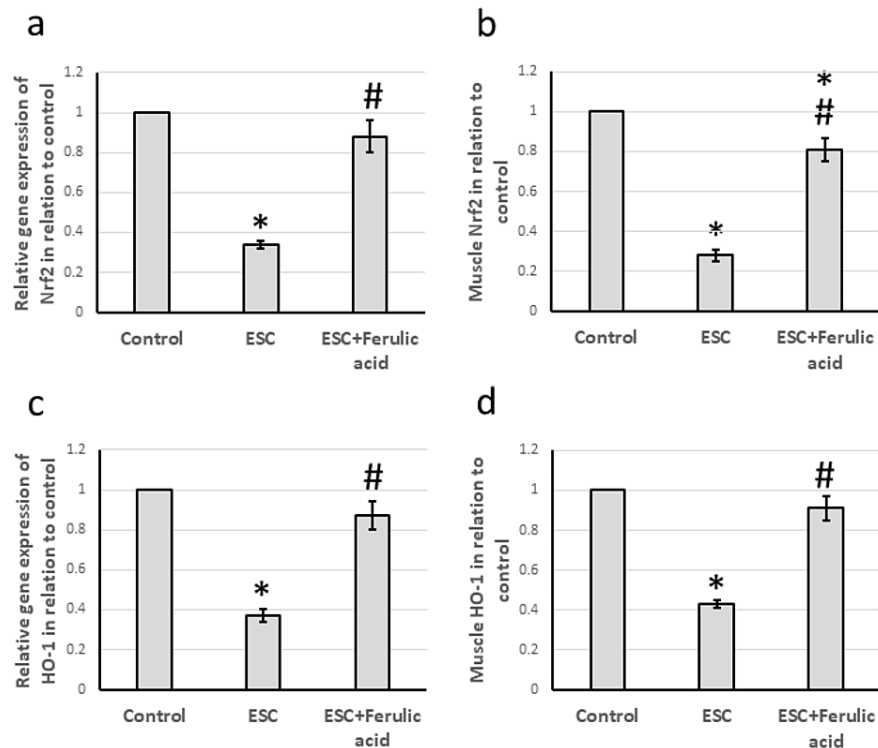 a
Relative gene expression of
Nrf2 in relation to control
1.2
1
0.8
0.6
0.4
0.2
0
*
#
Control
ESC
ESC+Ferulic
acid
b
Muscle Nrf2 in relation to
control
1.2
1
0.8
0.6
0.4
0.2
0
*
*
#
Control
ESC
ESC+Ferulic
acid
c
Relative gene expression of
HO-1 in relation to control
1.2
1
0.8
0.6
0.4
0.2
0
*
#
Control
ESC
ESC+Ferulic
acid
d
Muscle HO-1 in relation to
control
1.2
1
0.8
0.6
0.4
0.2
0
*
#
Control
ESC
ESC+Ferulic
acid